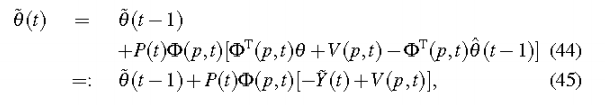 θ̃(t) = θ̃(t−1)
+P(t)Φ(p,t)[Φᵀ(p,t)θ+V(p,t)−Φᵀ(p,t)θ̂(t−1)] (44)
=: θ̃(t−1)+P(t)Φ(p,t)[−Ỹ(t)+V(p,t)], (45)